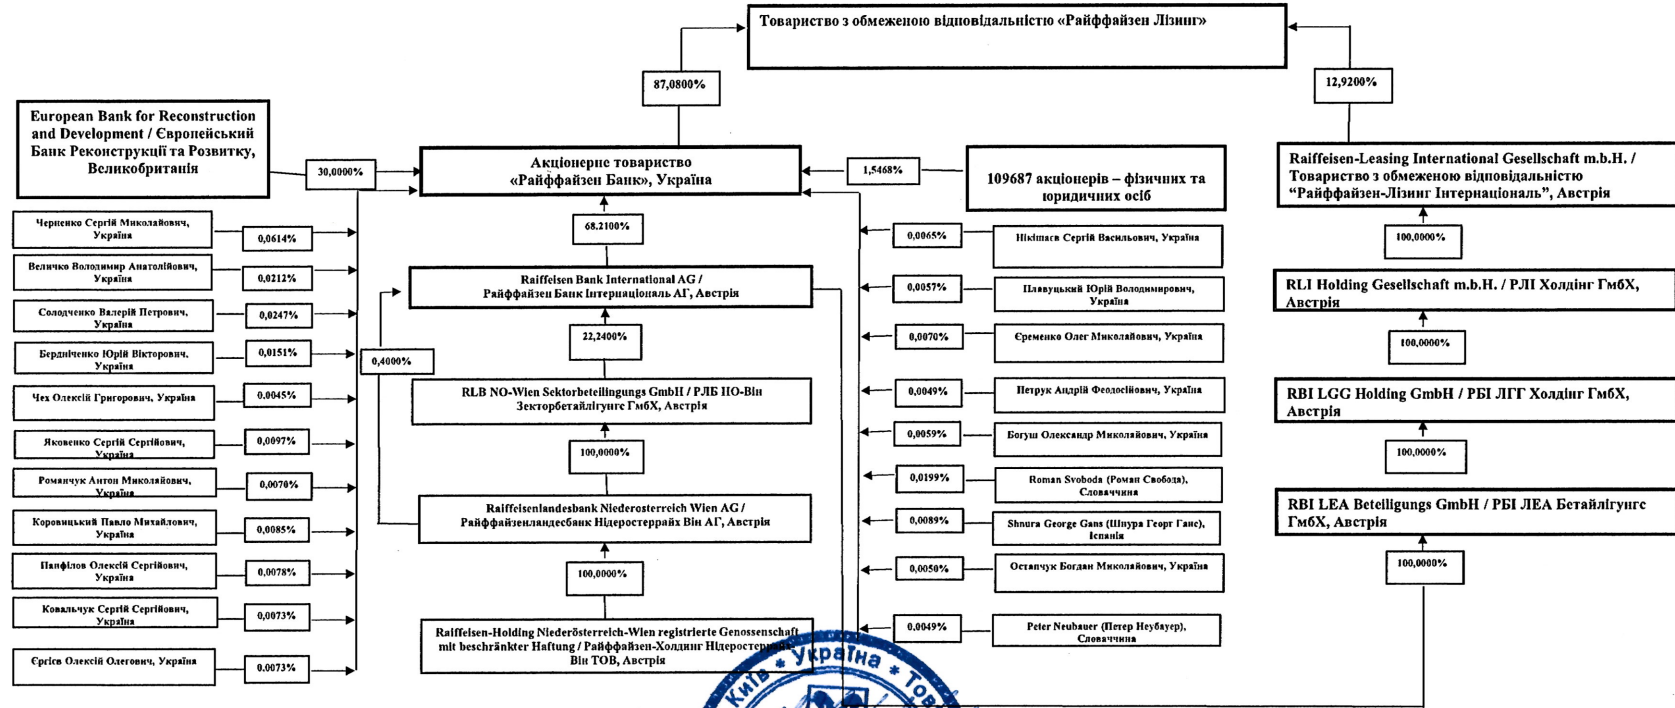 Товариство з обмеженою відповідальністю «Райффайзен Лізинг»
87,0800%
12,9200%
European Bank for Reconstruction
and Development / Європейський
Банк Реконструкції та Розвитку,
Великобританія
30,0000%
Акціонерне товариство
«Райффайзен Банк», Україна
1,5468%
109687 акціонерів – фізичних та
юридичних осіб
Raiffeisen-Leasing International Gesellschaft m.b.H. /
Товариство з обмеженою відповідальністю
“Райффайзен-Лізинг Інтернаціональ”, Австрія
Черненко Сергій Миколайович,
Україна
0,0614%
Величко Володимир Анатолійович,
Україна
0,0212%
Солодченко Валерій Петрович,
Україна
0,0247%
Бердніченко Юрій Вікторович,
Україна
0,0151%
Чех Олексій Григорович, Україна
0.0045%
Яковенко Сергій Сергійович,
Україна
0,0097%
Романчук Антон Миколайович,
Україна
0,0070%
Коровицький Павло Михайлович,
Україна
0,0085%
Панфілов Олексій Сергійович,
Україна
0,0078%
Ковальчук Сергій Сергійович,
Україна
0,0073%
Єргієв Олексій Олегович, Україна
0.0073%
68.2100%
Raiffeisen Bank International AG /
Райффайзен Банк Інтернаціональ АГ, Австрія
22,2400%
0,4000%
RLB NO-Wien Sektorbeteilingungs GmbH / РЛБ НО-Він
Зекторбетайлігунгс ГмбХ, Австрія
100,0000%
Raiffeisenlandesbank Niederosterreich Wien AG /
Райффайзенландесбанк Нідеростеррайх Він АГ, Австрія
100,0000%
Raiffeisen-Holding Niederösterreich-Wien registrierte Genossenschaft
mit beschränkter Haftung / Райффайзен-Холдинг Нідеростеррайх-
Він ТОВ, Австрія
0,0065%
Нікішаєв Сергій Васильович, Україна
0,0057%
Плавуцький Юрій Володимирович,
Україна
0,0070%
Єременко Олег Миколайович, Україна
0,0049%
Петрук Андрій Феодосійович, Україна
0,0059%
Богуш Олександр Миколайович, Україна
0,0199%
Roman Svoboda (Роман Свобода),
Словаччина
0,0089%
Shnura George Gans (Шнура Георг Ганс),
Іспанія
0,0050%
Остапчук Богдан Миколайович, Україна
0.0049%
Peter Neubauer (Петер Неубауер),
Словаччина
100,0000%
RLI Holding Gesellschaft m.b.H. / РЛІ Холдінг ГмбХ,
Австрія
100,0000%
RBI LGG Holding GmbH / РБІ ЛГГ Холдінг ГмбХ,
Австрія
100,0000%
RBI LEA Beteiligungs GmbH / РБІ ЛЕА Бетайлігунгс
ГмбХ, Австрія
100,0000%
Київ * Україна * Тов